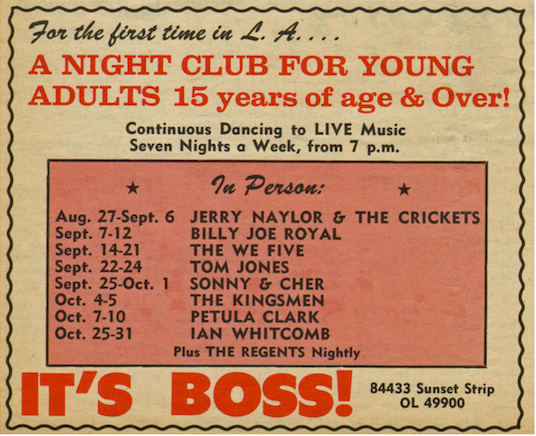 For the first time in L. A. . . .
A NIGHT CLUB FOR YOUNG
ADULTS 15 years of age & Over!
Continuous Dancing to LIVE Music
Seven Nights a Week, from 7 p.m.
★ In Person: ★
Aug. 27-Sept. 6 JERRY NAYLOR & THE CRICKETS
Sept. 7-12 BILLY JOE ROYAL
Sept. 14-21 THE WE FIVE
Sept. 22-24 TOM JONES
Sept. 25-Oct. 1 SONNY & CHER
Oct. 4-5 THE KINGSMEN
Oct. 7-10 PETULA CLARK
Oct. 25-31 IAN WHITCOMB
Plus THE REGENTS Nightly
IT'S BOSS! 84433 Sunset Strip
OL 49900